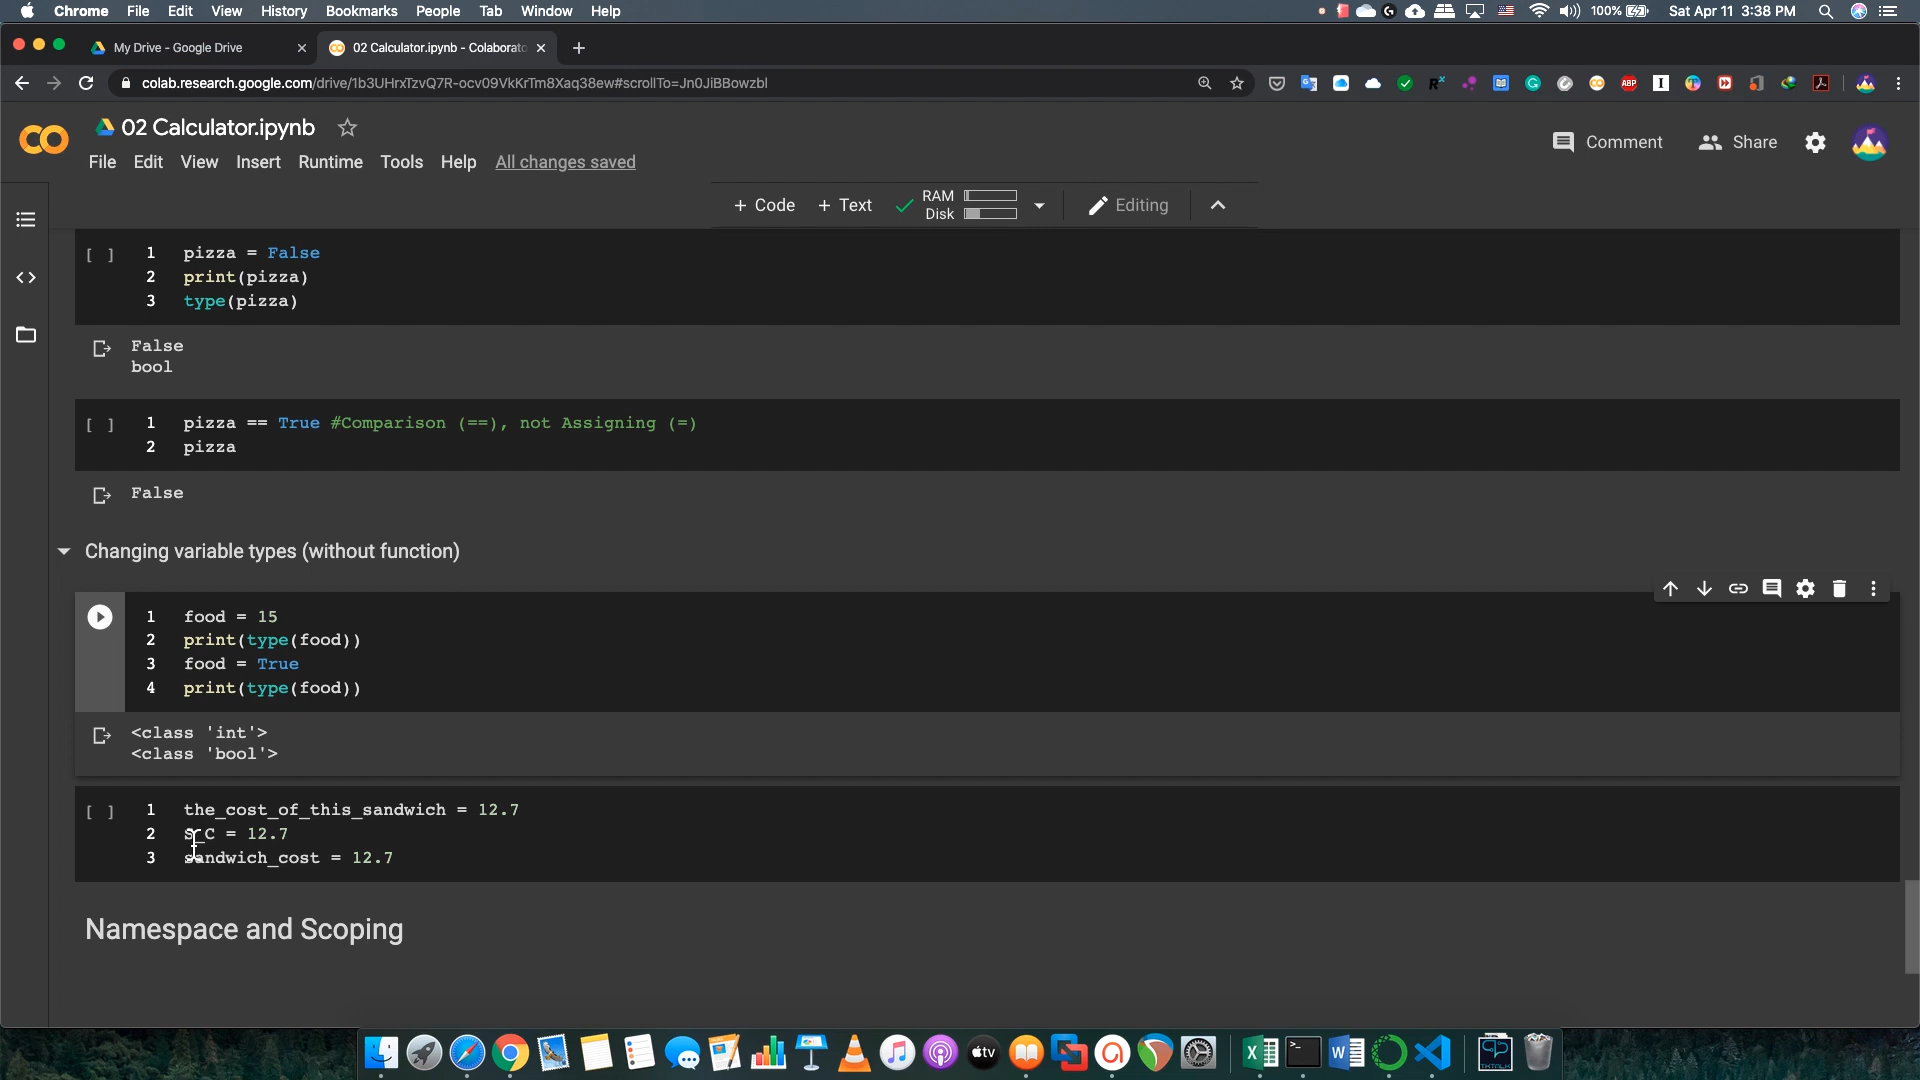 Chrome File Edit View History Bookmarks People Tab Window Help 100% Sat Apr 11 3:38 PM
My Drive - Google Drive 02 Calculator.ipynb - Colaborato
colab.research.google.com/drive/1b3UHrxTzvQ7R-ocv09VkKrTm8Xaq38ew#scrollTo=Jn0JiBBowzbl
02 Calculator.ipynb
Comment Share
File Edit View Insert Runtime Tools Help All changes saved
+ Code + Text RAM Disk Editing
[ ] 1 pizza = False
2 print(pizza)
3 type(pizza)
False
bool
[ ] 1 pizza == True #Comparison (==), not Assigning (=)
2 pizza
False
Changing variable types (without function)
1 food = 15
2 print(type(food))
3 food = True
4 print(type(food))
<class 'int'>
<class 'bool'>
[ ] 1 the_cost_of_this_sandwich = 12.7
2 S_C = 12.7
3 sandwich_cost = 12.7
Namespace and Scoping